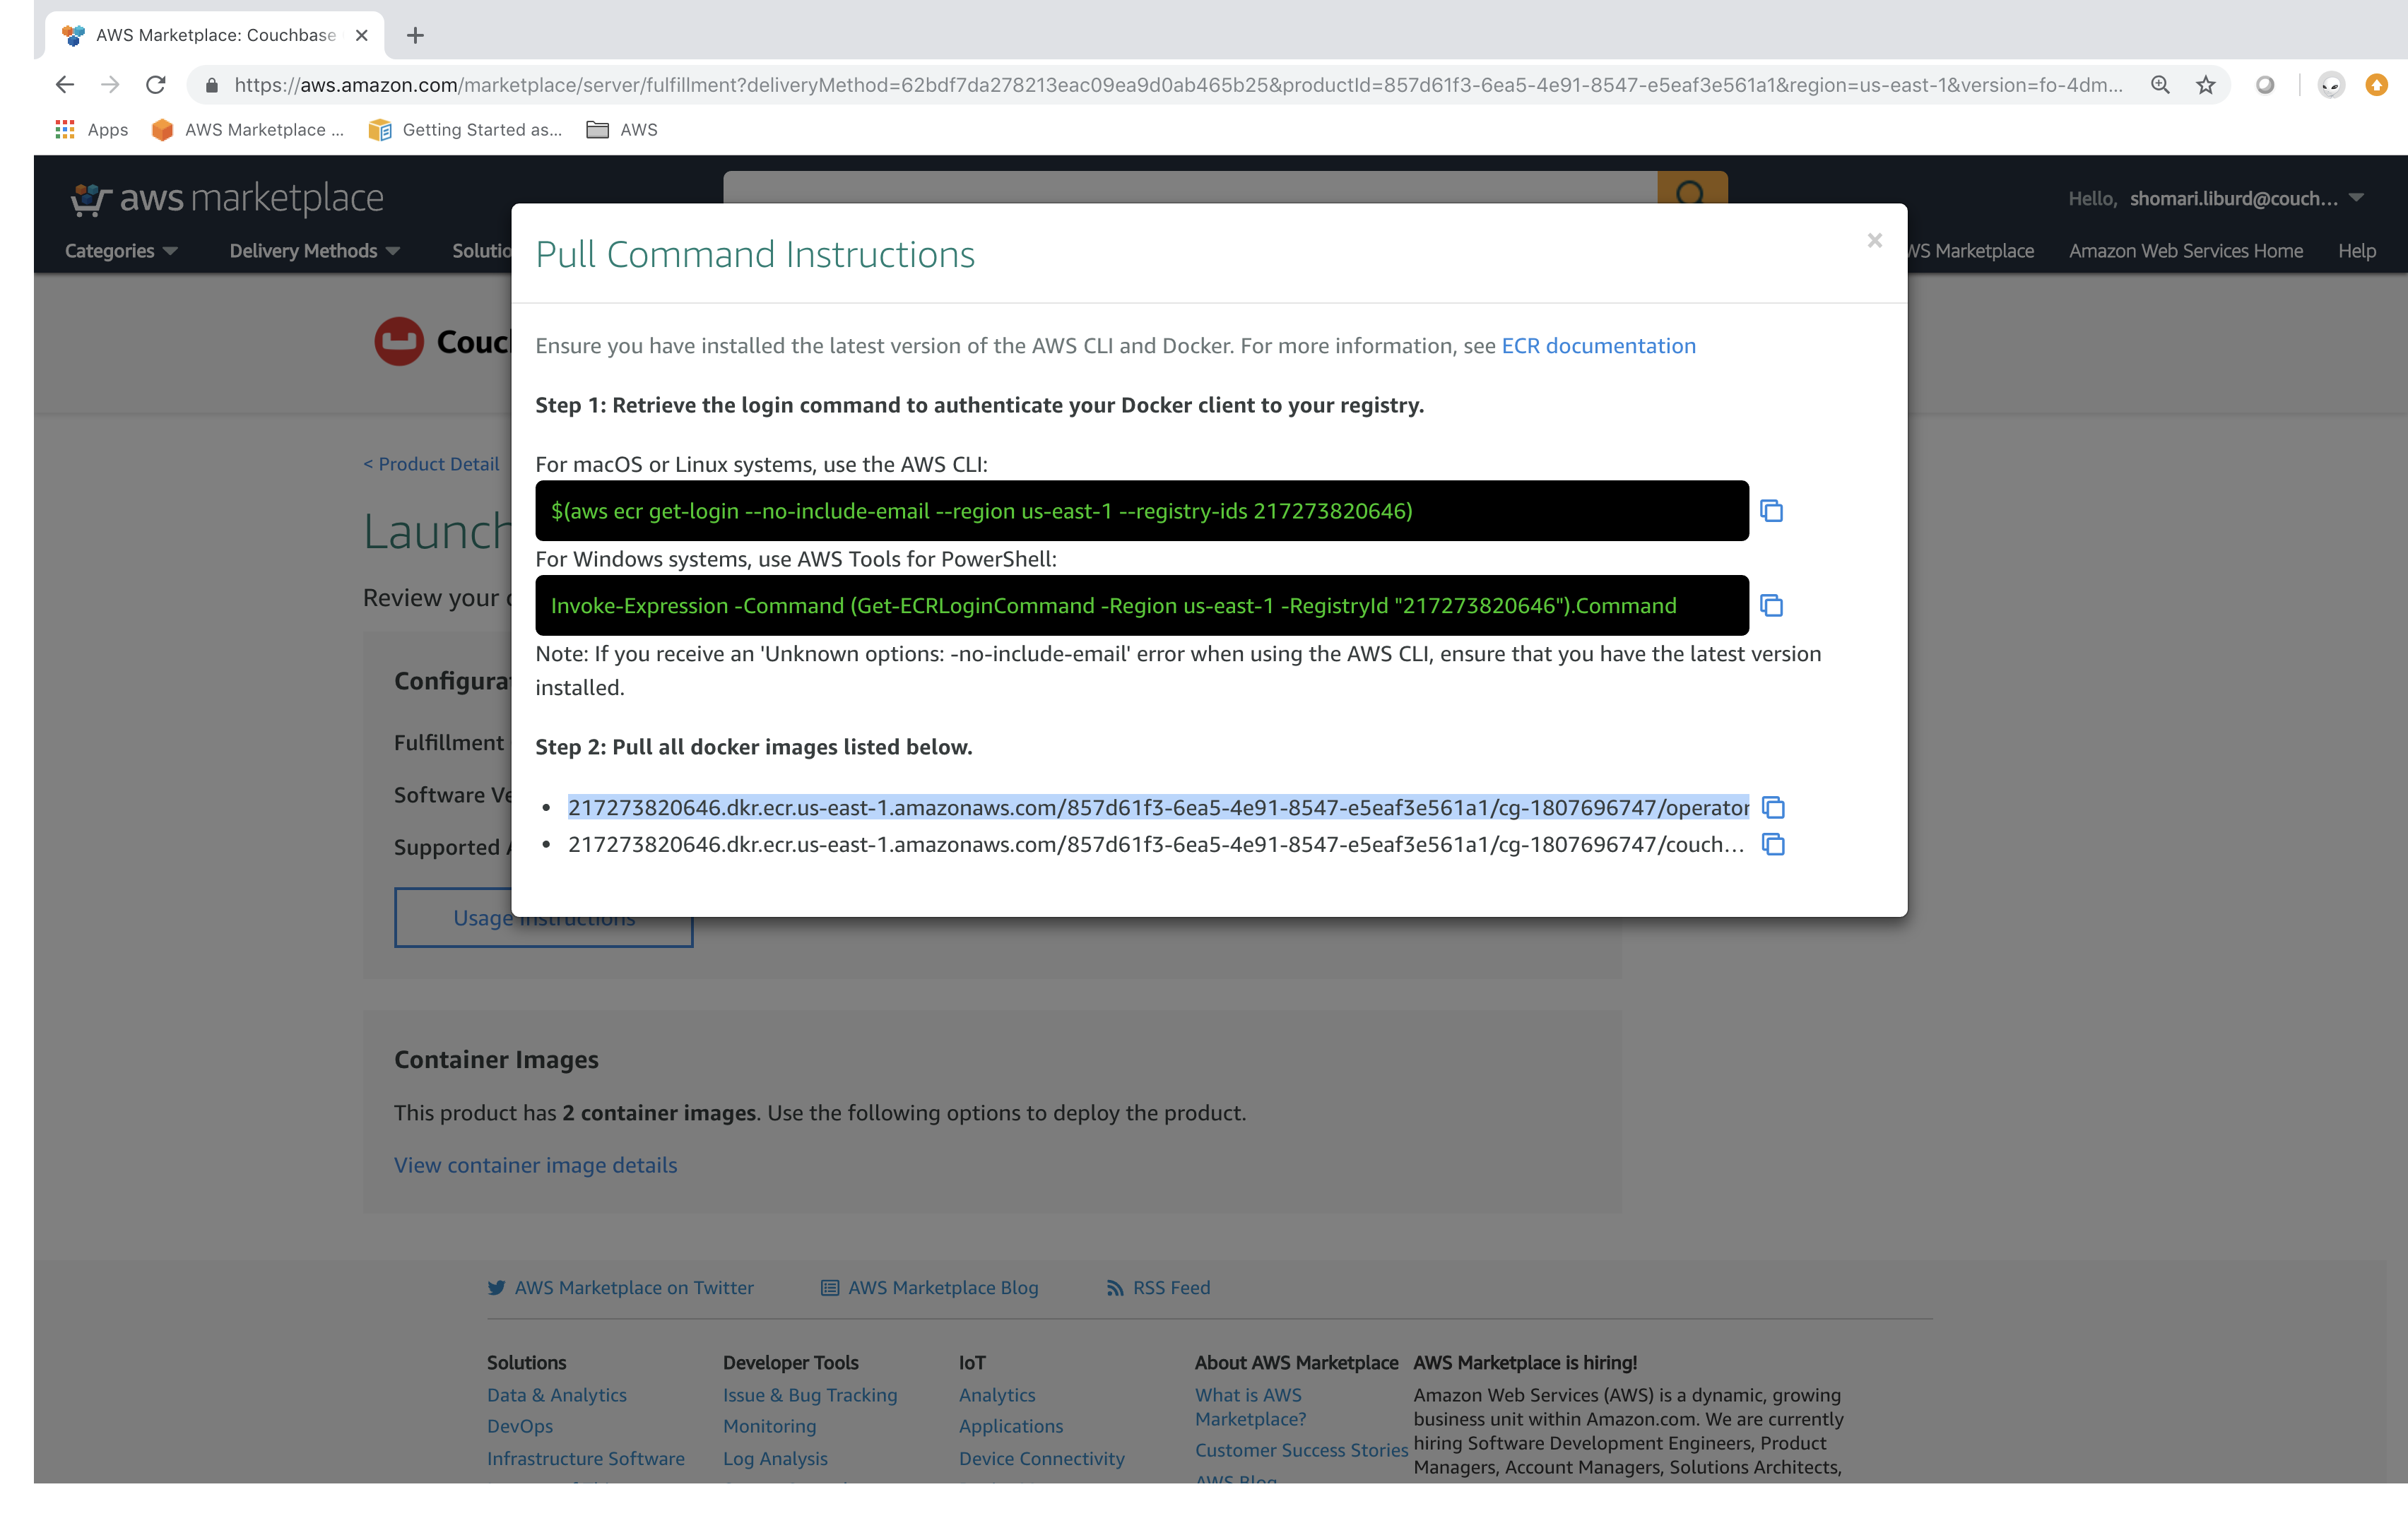 AWS Marketplace: Couchbase
https://aws.amazon.com/marketplace/server/fulfillment?deliveryMethod=62bdf7da278213eac09ea9d0ab465b25&productId=857d61f3-6ea5-4e91-8547-e5eaf3e561a1&region=us-east-1&version=fo-4dm...
Apps AWS Marketplace ... Getting Started as... AWS
aws marketplace
Hello, shomari.liburd@couch...
Categories Delivery Methods Solutio WS Marketplace Amazon Web Services Home Help
Pull Command Instructions
×
Couc
Ensure you have installed the latest version of the AWS CLI and Docker. For more information, see ECR documentation
Step 1: Retrieve the login command to authenticate your Docker client to your registry.
< Product Detail
For macOS or Linux systems, use the AWS CLI:
$(aws ecr get-login --no-include-email --region us-east-1 --registry-ids 217273820646)
Launch
For Windows systems, use AWS Tools for PowerShell:
Invoke-Expression -Command (Get-ECRLoginCommand -Region us-east-1 -RegistryId "217273820646").Command
Review your
Note: If you receive an 'Unknown options: -no-include-email' error when using the AWS CLI, ensure that you have the latest version
installed.
Configura
Fulfillment
Step 2: Pull all docker images listed below.
Software Ve
• 217273820646.dkr.ecr.us-east-1.amazonaws.com/857d61f3-6ea5-4e91-8547-e5eaf3e561a1/cg-1807696747/operator
Supported
• 217273820646.dkr.ecr.us-east-1.amazonaws.com/857d61f3-6ea5-4e91-8547-e5eaf3e561a1/cg-1807696747/couch...
Usage Instructions
Container Images
This product has 2 container images. Use the following options to deploy the product.
View container image details
AWS Marketplace on Twitter AWS Marketplace Blog RSS Feed
Solutions Developer Tools IoT About AWS Marketplace AWS Marketplace is hiring!
Data & Analytics Issue & Bug Tracking Analytics What is AWS Amazon Web Services (AWS) is a dynamic, growing
Marketplace? business unit within Amazon.com. We are currently
DevOps Monitoring Applications
Customer Success Stories hiring Software Development Engineers, Product
Infrastructure Software Log Analysis Device Connectivity
Managers, Account Managers, Solutions Architects,
AWS Blog